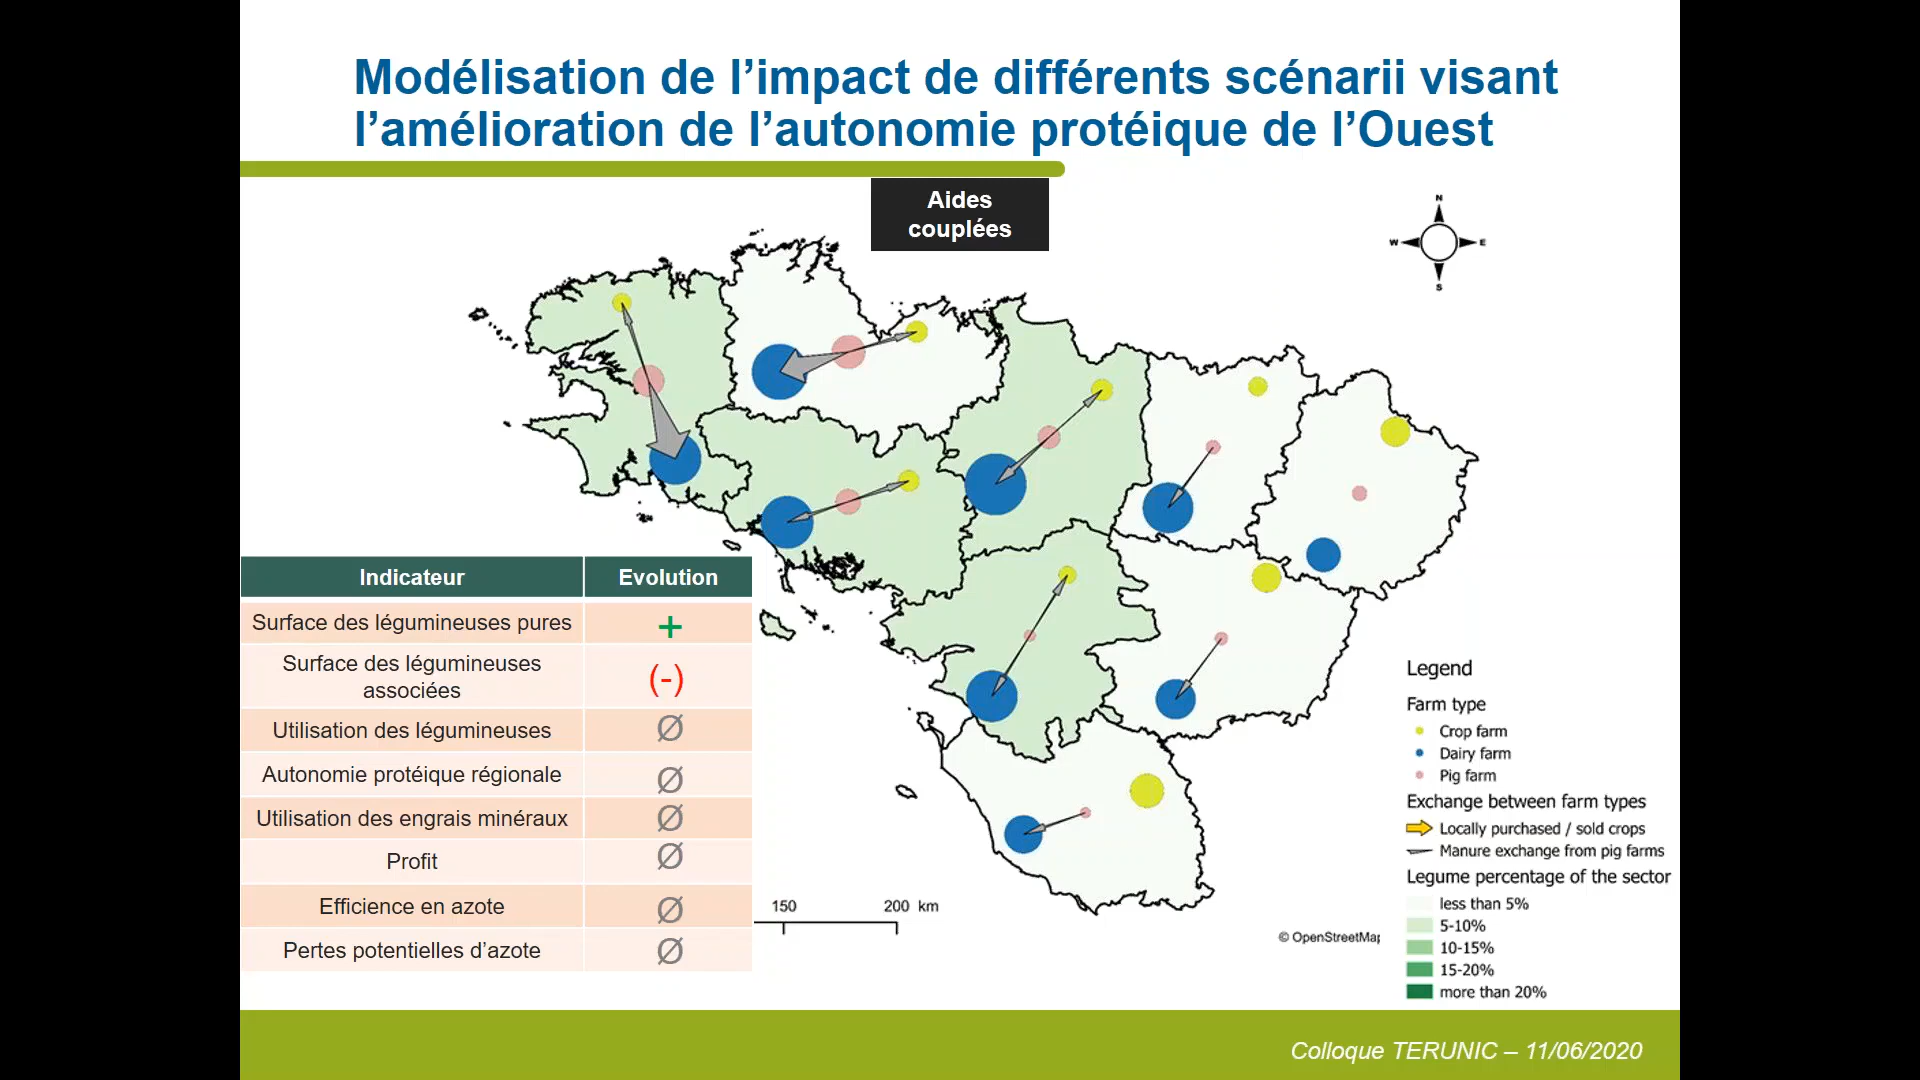 Modélisation de l’impact de différents scénarii visant
l’amélioration de l’autonomie protéique de l’Ouest
Aides
couplées
N
W
E
S
Indicateur Evolution
Surface des légumineuses pures +
Surface des légumineuses
associées (-)
Utilisation des légumineuses Ø
Autonomie protéique régionale Ø
Utilisation des engrais minéraux Ø
Profit Ø
Efficience en azote Ø
Pertes potentielles d’azote Ø
150 200 km
© OpenStreetMap
Legend
Farm type
Crop farm
Dairy farm
Pig farm
Exchange between farm types
Locally purchased / sold crops
Manure exchange from pig farms
Legume percentage of the sector
less than 5%
5-10%
10-15%
15-20%
more than 20%
Colloque TERUNIC – 11/06/2020